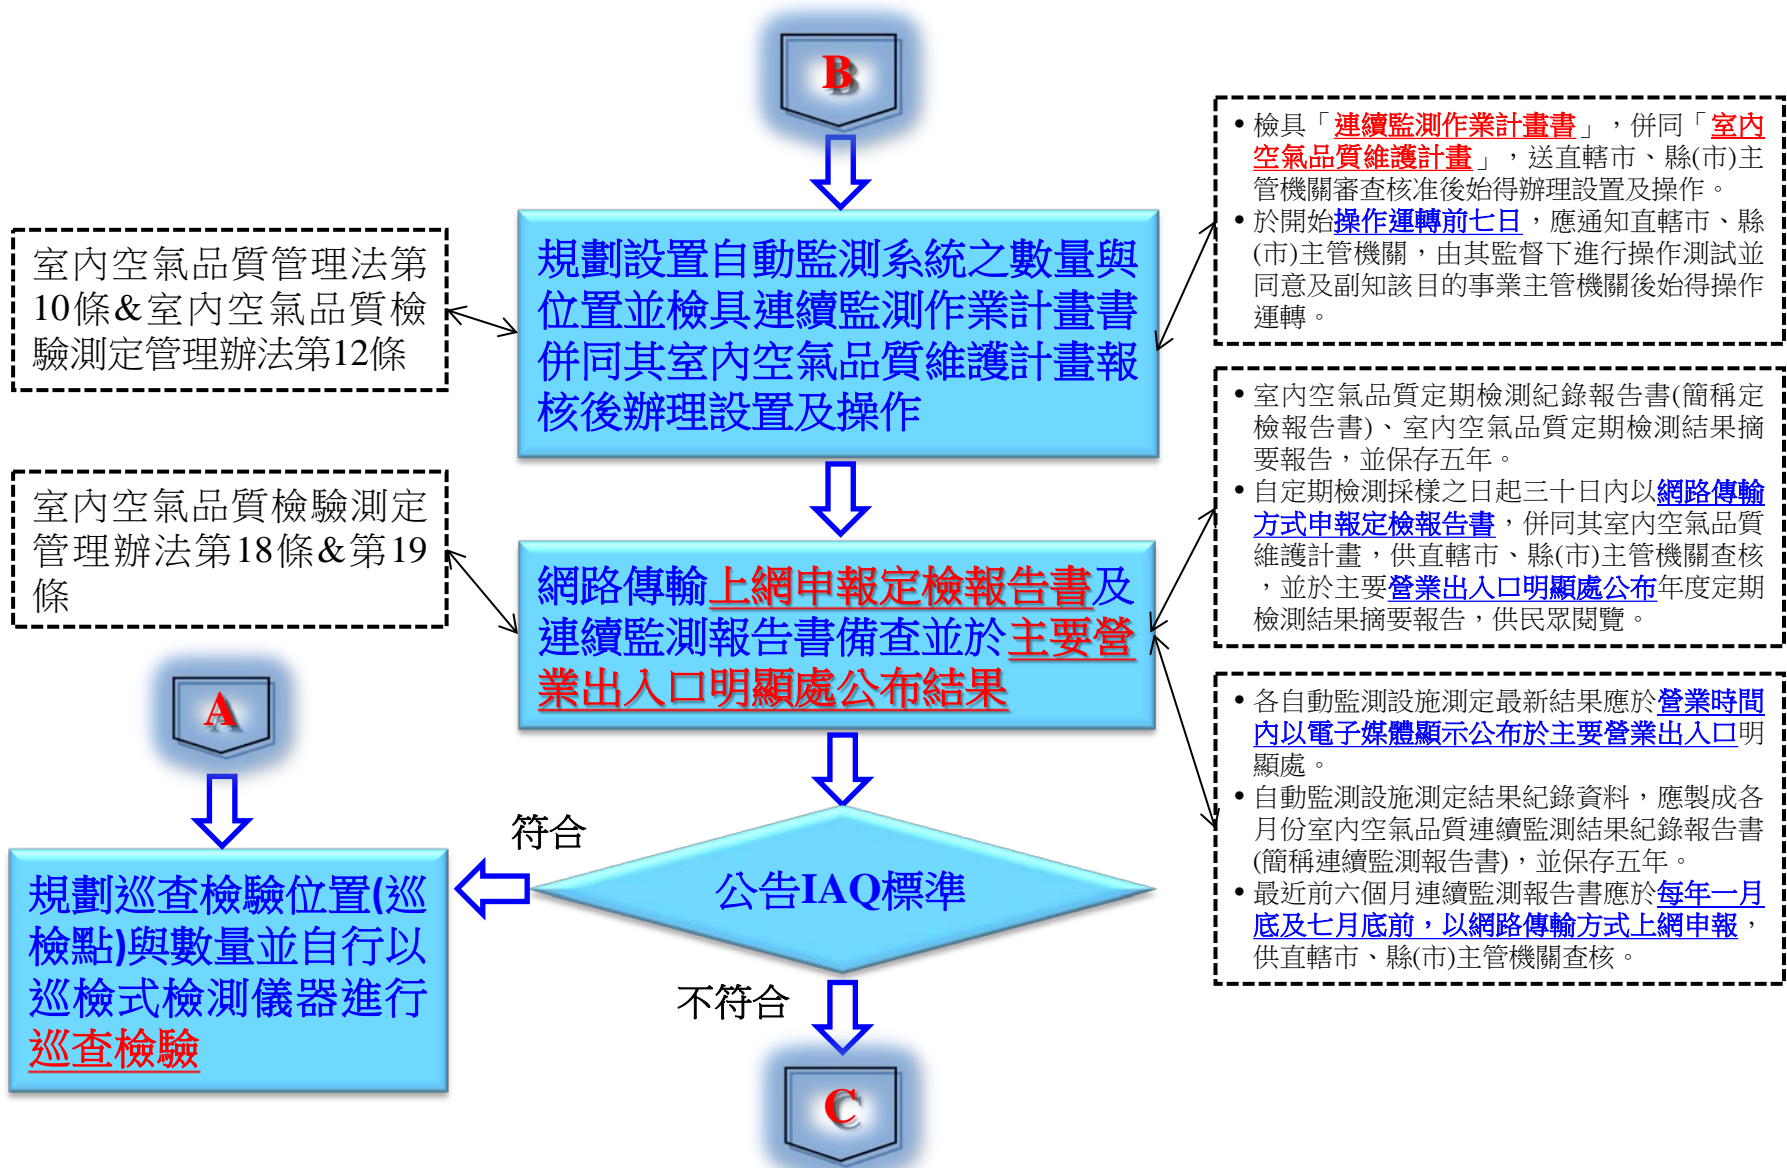 B
規劃設置自動監測系統之數量與
位置並檢具連續監測作業計畫書
併同其室內空氣品質維護計畫報
核後辦理設置及操作
室內空氣品質管理法第
10條&室內空氣品質檢
驗測定管理辦法第12條
•檢具「連續監測作業計畫書」，併同「室內
空氣品質維護計畫」，送直轄市、縣(市)主
管機關審查核准後始得辦理設置及操作。
•於開始操作運轉前七日，應通知直轄市、縣
(市)主管機關，由其監督下進行操作測試並
同意及副知該目的事業主管機關後始得操作
運轉。
室內空氣品質檢驗測定
管理辦法第18條&第19
條
網路傳輸上網申報定檢報告書及
連續監測報告書備查並於主要營
業出入口明顯處公布結果
•室內空氣品質定期檢測紀錄報告書(簡稱定
檢報告書)、室內空氣品質定期檢測結果摘
要報告，並保存五年。
•自定期檢測採樣之日起三十日內以網路傳輸
方式申報定檢報告書，併同其室內空氣品質
維護計畫，供直轄市、縣(市)主管機關查核
，並於主要營業出入口明顯處公布年度定期
檢測結果摘要報告，供民眾閱覽。
•各自動監測設施測定最新結果應於營業時間
內以電子媒體顯示公布於主要營業出入口明
顯處。
•自動監測設施測定結果紀錄資料，應製成各
月份室內空氣品質連續監測結果紀錄報告書
(簡稱連續監測報告書)，並保存五年。
•最近前六個月連續監測報告書應於每年一月
底及七月底前，以網路傳輸方式上網申報，
供直轄市、縣(市)主管機關查核。
A
符合
公告IAQ標準
規劃巡查檢驗位置(巡
檢點)與數量並自行以
巡檢式檢測儀器進行
巡查檢驗
不符合
C